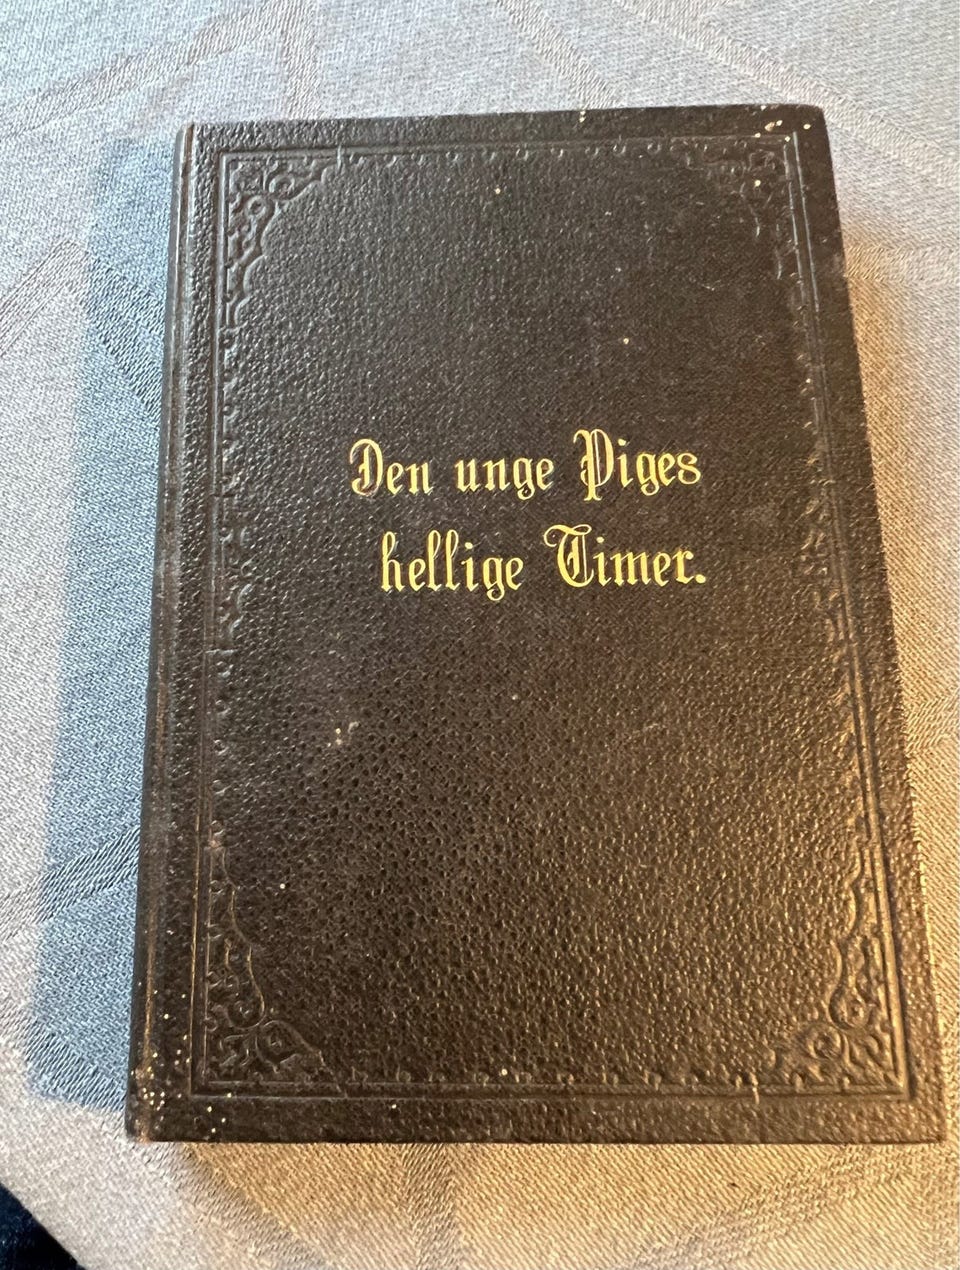 Den unge Piges
hellige Timer.